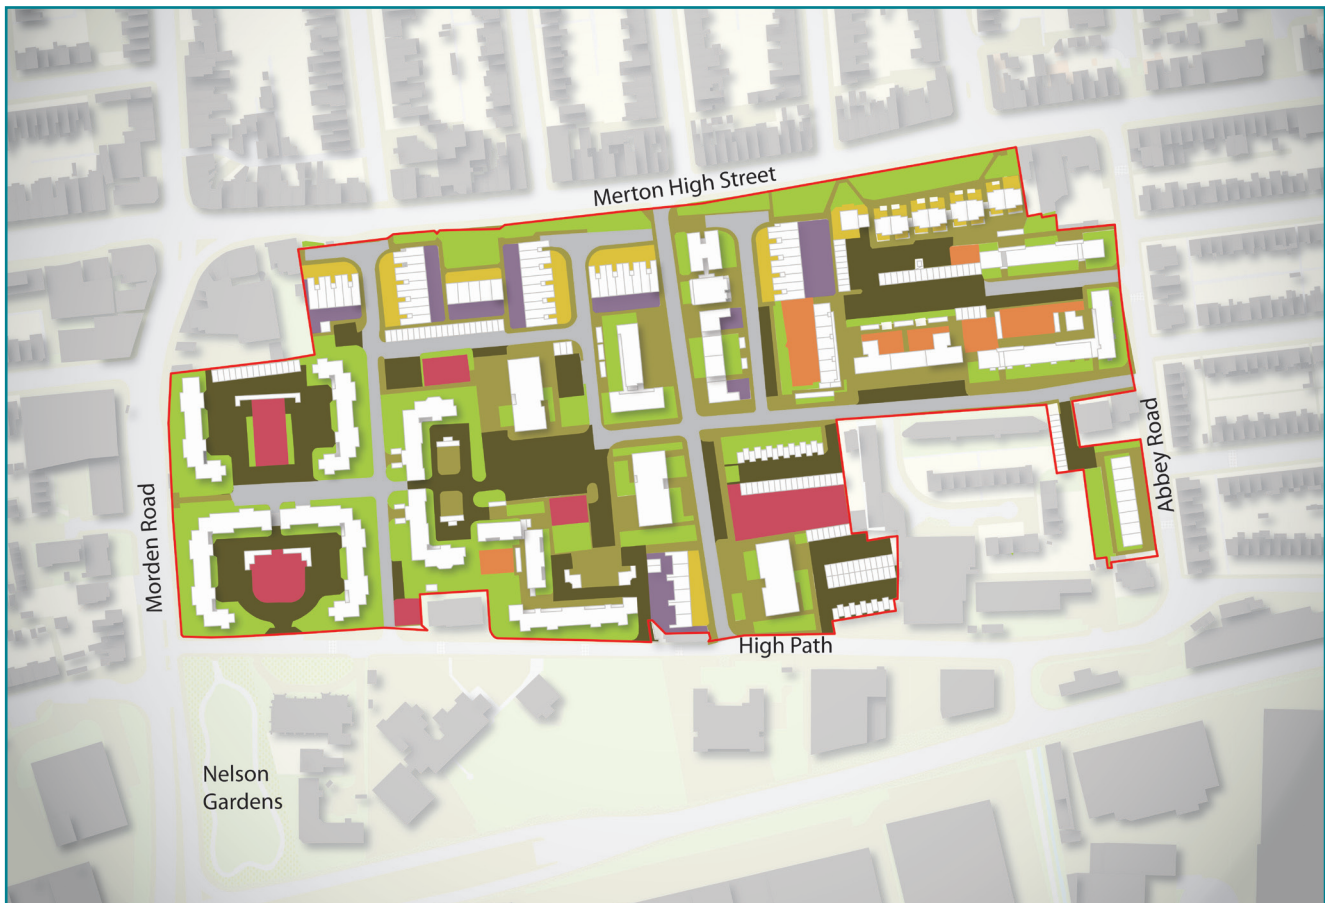 Merton High Street
Morden Road
Abbey Road
High Path
Nelson
Gardens